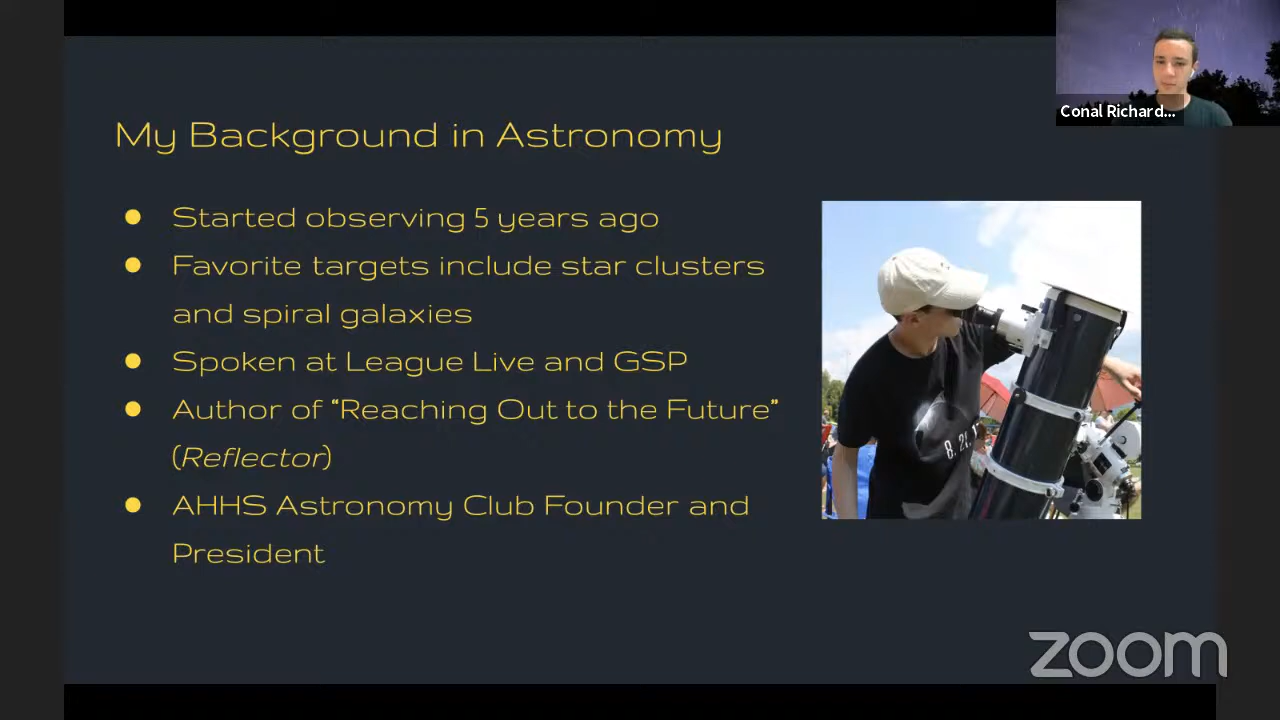 Conal Richard...
My Background in Astronomy
● Started observing 5 years ago
● Favorite targets include star clusters
and spiral galaxies
● Spoken at League Live and GSP
● Author of “Reaching Out to the Future”
(Reflector)
● AHHS Astronomy Club Founder and
President
zoom